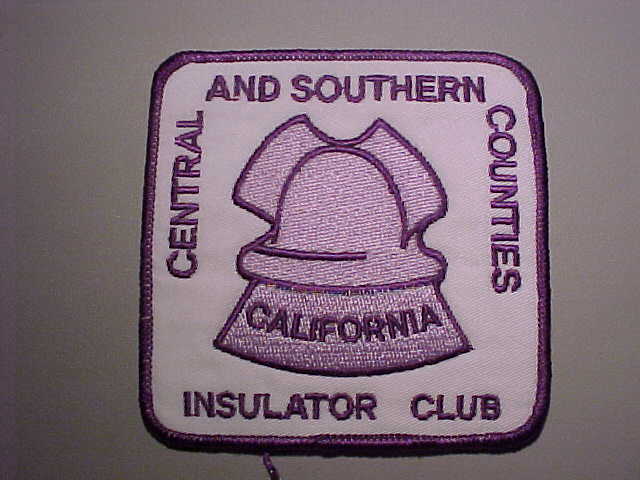 CENTRAL
AND SOUTHERN
COUNTIES
CALIFORNIA
INSULATOR CLUB